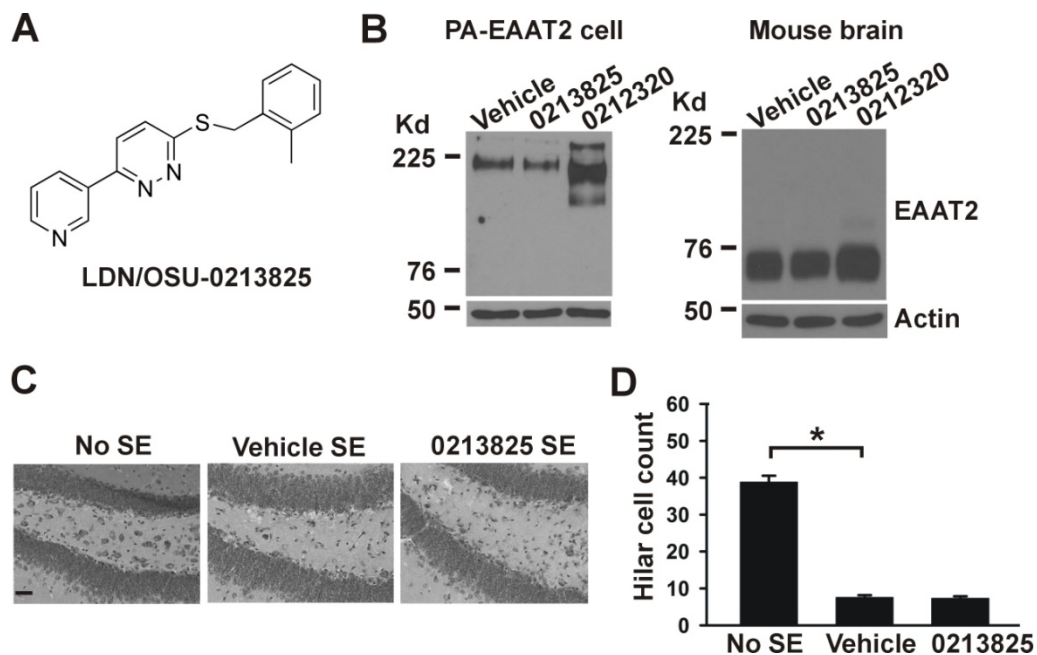 A
S
N
N
N
LDN/OSU-0213825
B
PA-EAAT2 cell
Mouse brain
Vehicle
0213825
0212320
Vehicle
0213825
0212320
Kd
225
76
50
Kd
225
76
50
EAAT2
Actin
C
No SE
Vehicle SE
0213825 SE
D
Hilar cell count
60
50
40
30
20
10
0
*
No SE Vehicle 0213825